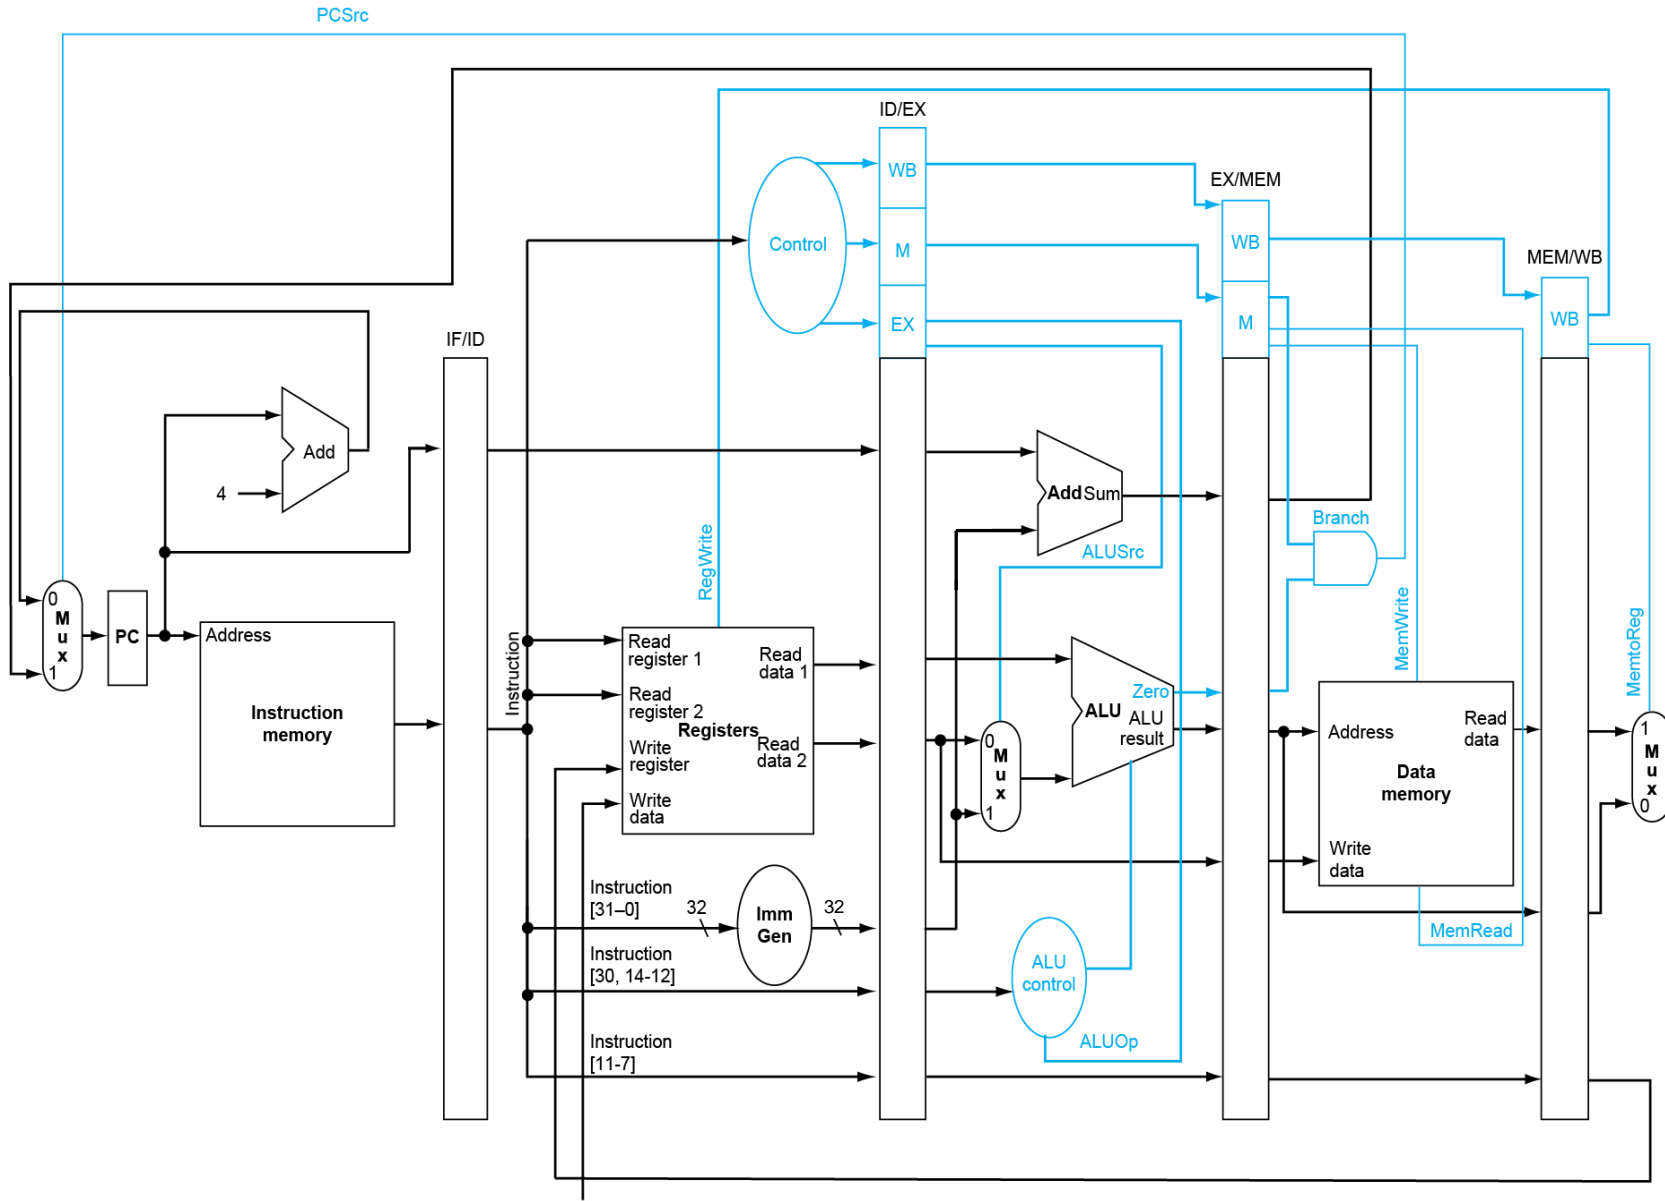 PCSrc
ID/EX
WB
EX/MEM
Control
M
WB
MEM/WB
EX
M
WB
IF/ID
Add
4
Add Sum
Branch
ALUSrc
RegWrite
MemWrite
MemtoReg
0
M
u
x
1
PC
Address
Instruction
memory
Instruction
Read
register 1
Read
data 1
Read
register 2
Registers
Write
register
Read
data 2
Write
data
Zero
ALU
ALU
result
0
M
u
x
1
Address
Read
data
Data
memory
Write
data
1
M
u
x
0
Instruction
[31–0]
32
Imm
Gen
32
MemRead
Instruction
[30, 14-12]
ALU
control
ALUOp
Instruction
[11-7]